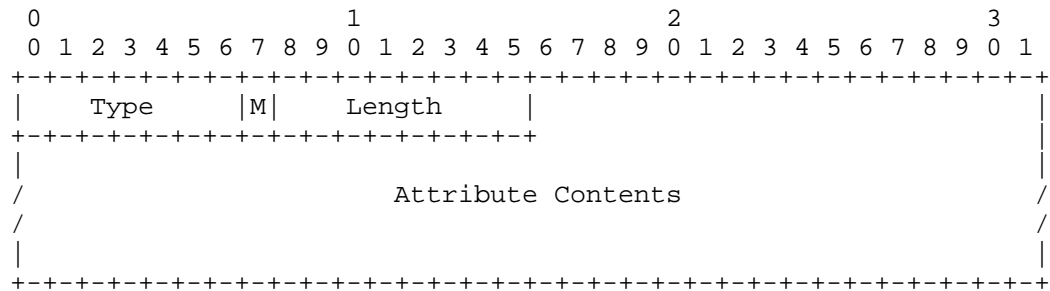 0                   1                   2                   3
 0 1 2 3 4 5 6 7 8 9 0 1 2 3 4 5 6 7 8 9 0 1 2 3 4 5 6 7 8 9 0 1
+-+-+-+-+-+-+-+-+-+-+-+-+-+-+-+-+-+-+-+-+-+-+-+-+-+-+-+-+-+-+-+-+
|    Type     |M|    Length     |                               |
+-+-+-+-+-+-+-+-+-+-+-+-+-+-+-+-+                               |
|                                                               |
/                       Attribute Contents                      /
/                                                               /
|                                                               |
+-+-+-+-+-+-+-+-+-+-+-+-+-+-+-+-+-+-+-+-+-+-+-+-+-+-+-+-+-+-+-+-+